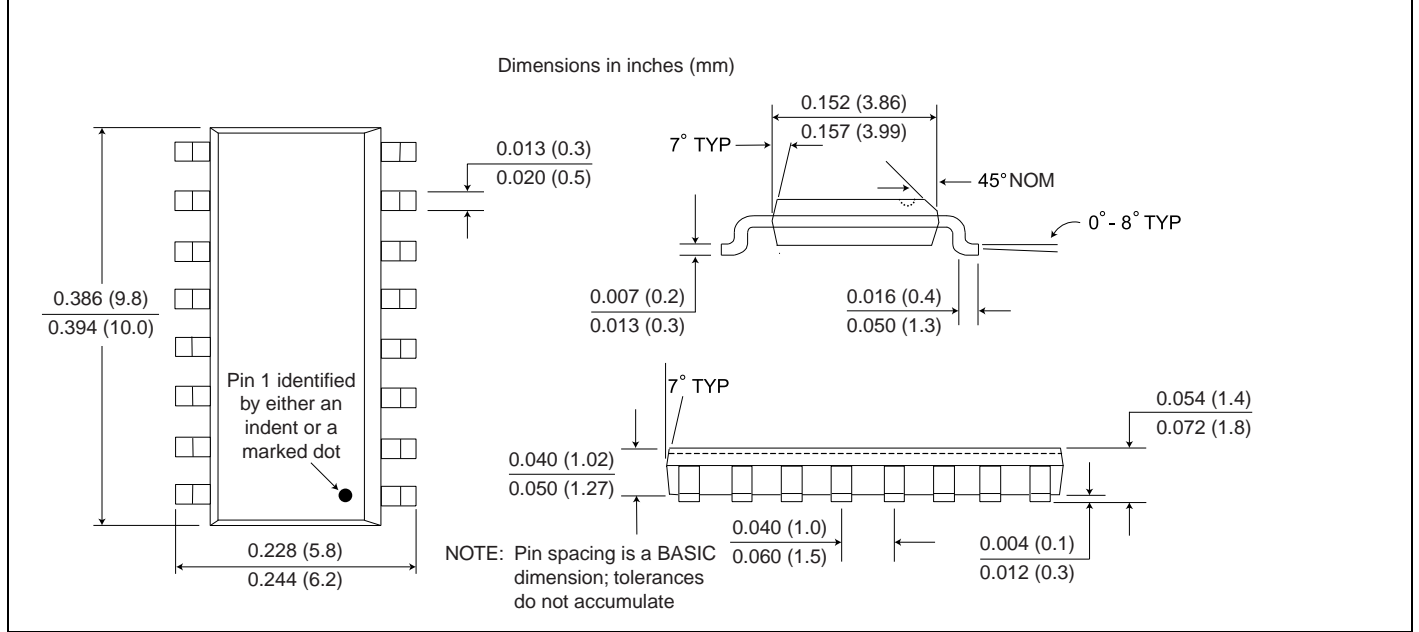 Dimensions in inches (mm)
0.386 (9.8)
0.394 (10.0)
0.013 (0.3)
0.020 (0.5)
Pin 1 identified
by either an
indent or a
marked dot
0.228 (5.8)
0.244 (6.2)
0.152 (3.86)
0.157 (3.99)
7° TYP
45° NOM
0° - 8° TYP
0.007 (0.2)
0.013 (0.3)
0.016 (0.4)
0.050 (1.3)
7° TYP
0.054 (1.4)
0.072 (1.8)
0.040 (1.02)
0.050 (1.27)
0.040 (1.0)
0.060 (1.5)
0.004 (0.1)
0.012 (0.3)
NOTE: Pin spacing is a BASIC
dimension; tolerances
do not accumulate